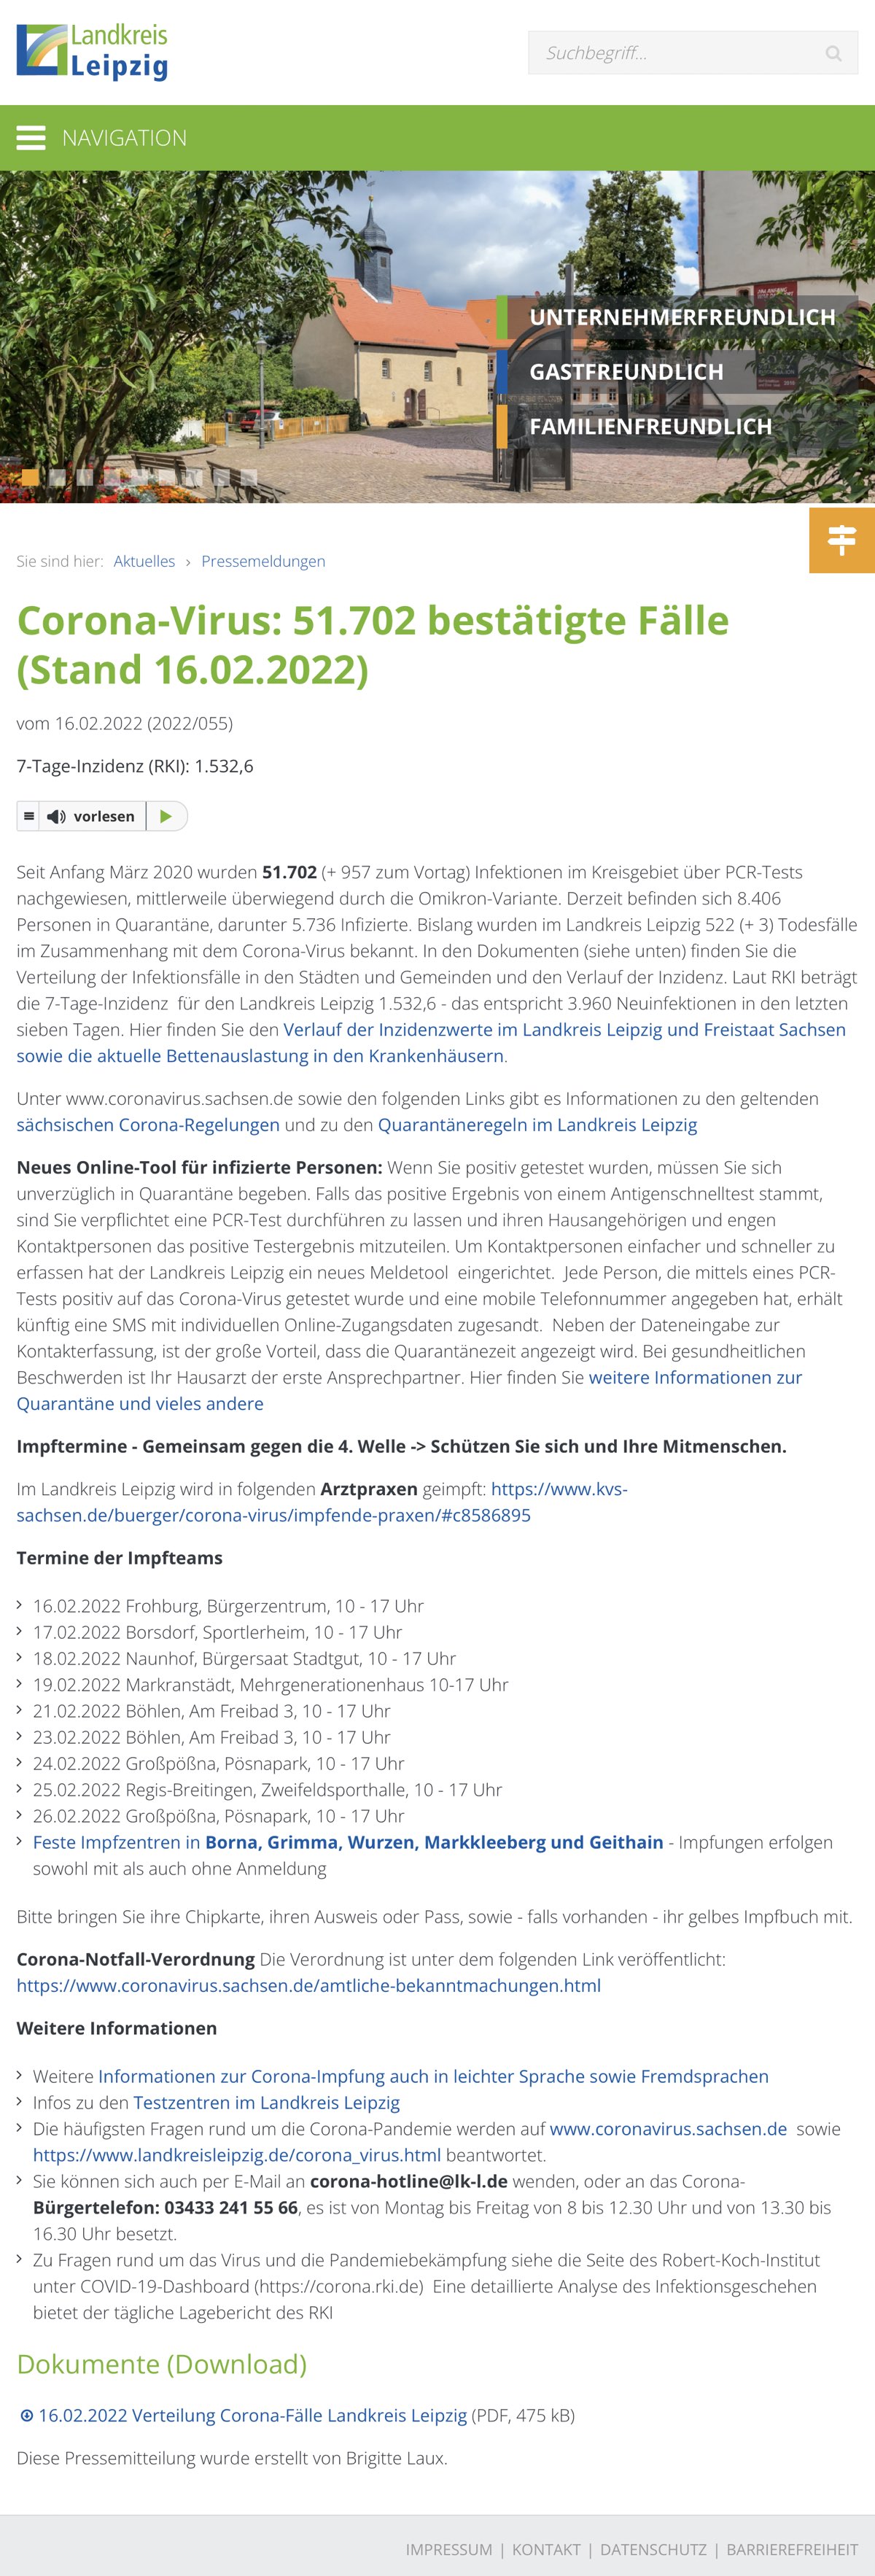 Landkreis
Leipzig
Suchbegriff...
NAVIGATION
UNTERNEHMERFREUNDLICH
GASTFREUNDLICH
FAMILIENFREUNDLICH
Sie sind hier: Aktuelles › Pressemeldungen
Corona-Virus: 51.702 bestätigte Fälle
(Stand 16.02.2022)
vom 16.02.2022 (2022/055)
7-Tage-Inzidenz (RKI): 1.532,6
vorlesen
Seit Anfang März 2020 wurden 51.702 (+ 957 zum Vortag) Infektionen im Kreisgebiet über PCR-Tests
nachgewiesen, mittlerweile überwiegend durch die Omikron-Variante. Derzeit befinden sich 8.406
Personen in Quarantäne, darunter 5.736 Infizierte. Bislang wurden im Landkreis Leipzig 522 (+ 3) Todesfälle
im Zusammenhang mit dem Corona-Virus bekannt. In den Dokumenten (siehe unten) finden Sie die
Verteilung der Infektionsfälle in den Städten und Gemeinden und den Verlauf der Inzidenz. Laut RKI beträgt
die 7-Tage-Inzidenz  für den Landkreis Leipzig 1.532,6 - das entspricht 3.960 Neuinfektionen in den letzten
sieben Tagen. Hier finden Sie den Verlauf der Inzidenzwerte im Landkreis Leipzig und Freistaat Sachsen
sowie die aktuelle Bettenauslastung in den Krankenhäusern.
Unter www.coronavirus.sachsen.de sowie den folgenden Links gibt es Informationen zu den geltenden
sächsischen Corona-Regelungen und zu den Quarantäneregeln im Landkreis Leipzig
Neues Online-Tool für infizierte Personen: Wenn Sie positiv getestet wurden, müssen Sie sich
unverzüglich in Quarantäne begeben. Falls das positive Ergebnis von einem Antigenschnelltest stammt,
sind Sie verpflichtet eine PCR-Test durchführen zu lassen und ihren Hausangehörigen und engen
Kontaktpersonen das positive Testergebnis mitzuteilen. Um Kontaktpersonen einfacher und schneller zu
erfassen hat der Landkreis Leipzig ein neues Meldetool  eingerichtet.  Jede Person, die mittels eines PCR-
Tests positiv auf das Corona-Virus getestet wurde und eine mobile Telefonnummer angegeben hat, erhält
künftig eine SMS mit individuellen Online-Zugangsdaten zugesandt.  Neben der Dateneingabe zur
Kontakterfassung, ist der große Vorteil, dass die Quarantänezeit angezeigt wird. Bei gesundheitlichen
Beschwerden ist Ihr Hausarzt der erste Ansprechpartner. Hier finden Sie weitere Informationen zur
Quarantäne und vieles andere
Impftermine - Gemeinsam gegen die 4. Welle -> Schützen Sie sich und Ihre Mitmenschen.
Im Landkreis Leipzig wird in folgenden Arztpraxen geimpft: https://www.kvs-
sachsen.de/buerger/corona-virus/impfende-praxen/#c8586895
Termine der Impfteams
16.02.2022 Frohburg, Bürgerzentrum, 10 - 17 Uhr
17.02.2022 Borsdorf, Sportlerheim, 10 - 17 Uhr
18.02.2022 Naunhof, Bürgersaat Stadtgut, 10 - 17 Uhr
19.02.2022 Markranstädt, Mehrgenerationenhaus 10-17 Uhr
21.02.2022 Böhlen, Am Freibad 3, 10 - 17 Uhr
23.02.2022 Böhlen, Am Freibad 3, 10 - 17 Uhr
24.02.2022 Großpößna, Pösnapark, 10 - 17 Uhr
25.02.2022 Regis-Breitingen, Zweifeldsporthalle, 10 - 17 Uhr
26.02.2022 Großpößna, Pösnapark, 10 - 17 Uhr
Feste Impfzentren in Borna, Grimma, Wurzen, Markkleeberg und Geithain - Impfungen erfolgen
sowohl mit als auch ohne Anmeldung
Bitte bringen Sie ihre Chipkarte, ihren Ausweis oder Pass, sowie - falls vorhanden - ihr gelbes Impfbuch mit.
Corona-Notfall-Verordnung Die Verordnung ist unter dem folgenden Link veröffentlicht:
https://www.coronavirus.sachsen.de/amtliche-bekanntmachungen.html
Weitere Informationen
Weitere Informationen zur Corona-Impfung auch in leichter Sprache sowie Fremdsprachen
Infos zu den Testzentren im Landkreis Leipzig
Die häufigsten Fragen rund um die Corona-Pandemie werden auf www.coronavirus.sachsen.de  sowie
https://www.landkreisleipzig.de/corona_virus.html beantwortet.
Sie können sich auch per E-Mail an corona-hotline@lk-l.de wenden, oder an das Corona-
Bürgertelefon: 03433 241 55 66, es ist von Montag bis Freitag von 8 bis 12.30 Uhr und von 13.30 bis
16.30 Uhr besetzt.
Zu Fragen rund um das Virus und die Pandemiebekämpfung siehe die Seite des Robert-Koch-Institut
unter COVID-19-Dashboard (https://corona.rki.de)  Eine detaillierte Analyse des Infektionsgeschehen
bietet der tägliche Lagebericht des RKI
Dokumente (Download)
16.02.2022 Verteilung Corona-Fälle Landkreis Leipzig (PDF, 475 kB)
Diese Pressemitteilung wurde erstellt von Brigitte Laux.
IMPRESSUM | KONTAKT | DATENSCHUTZ | BARRIEREFREIHEIT